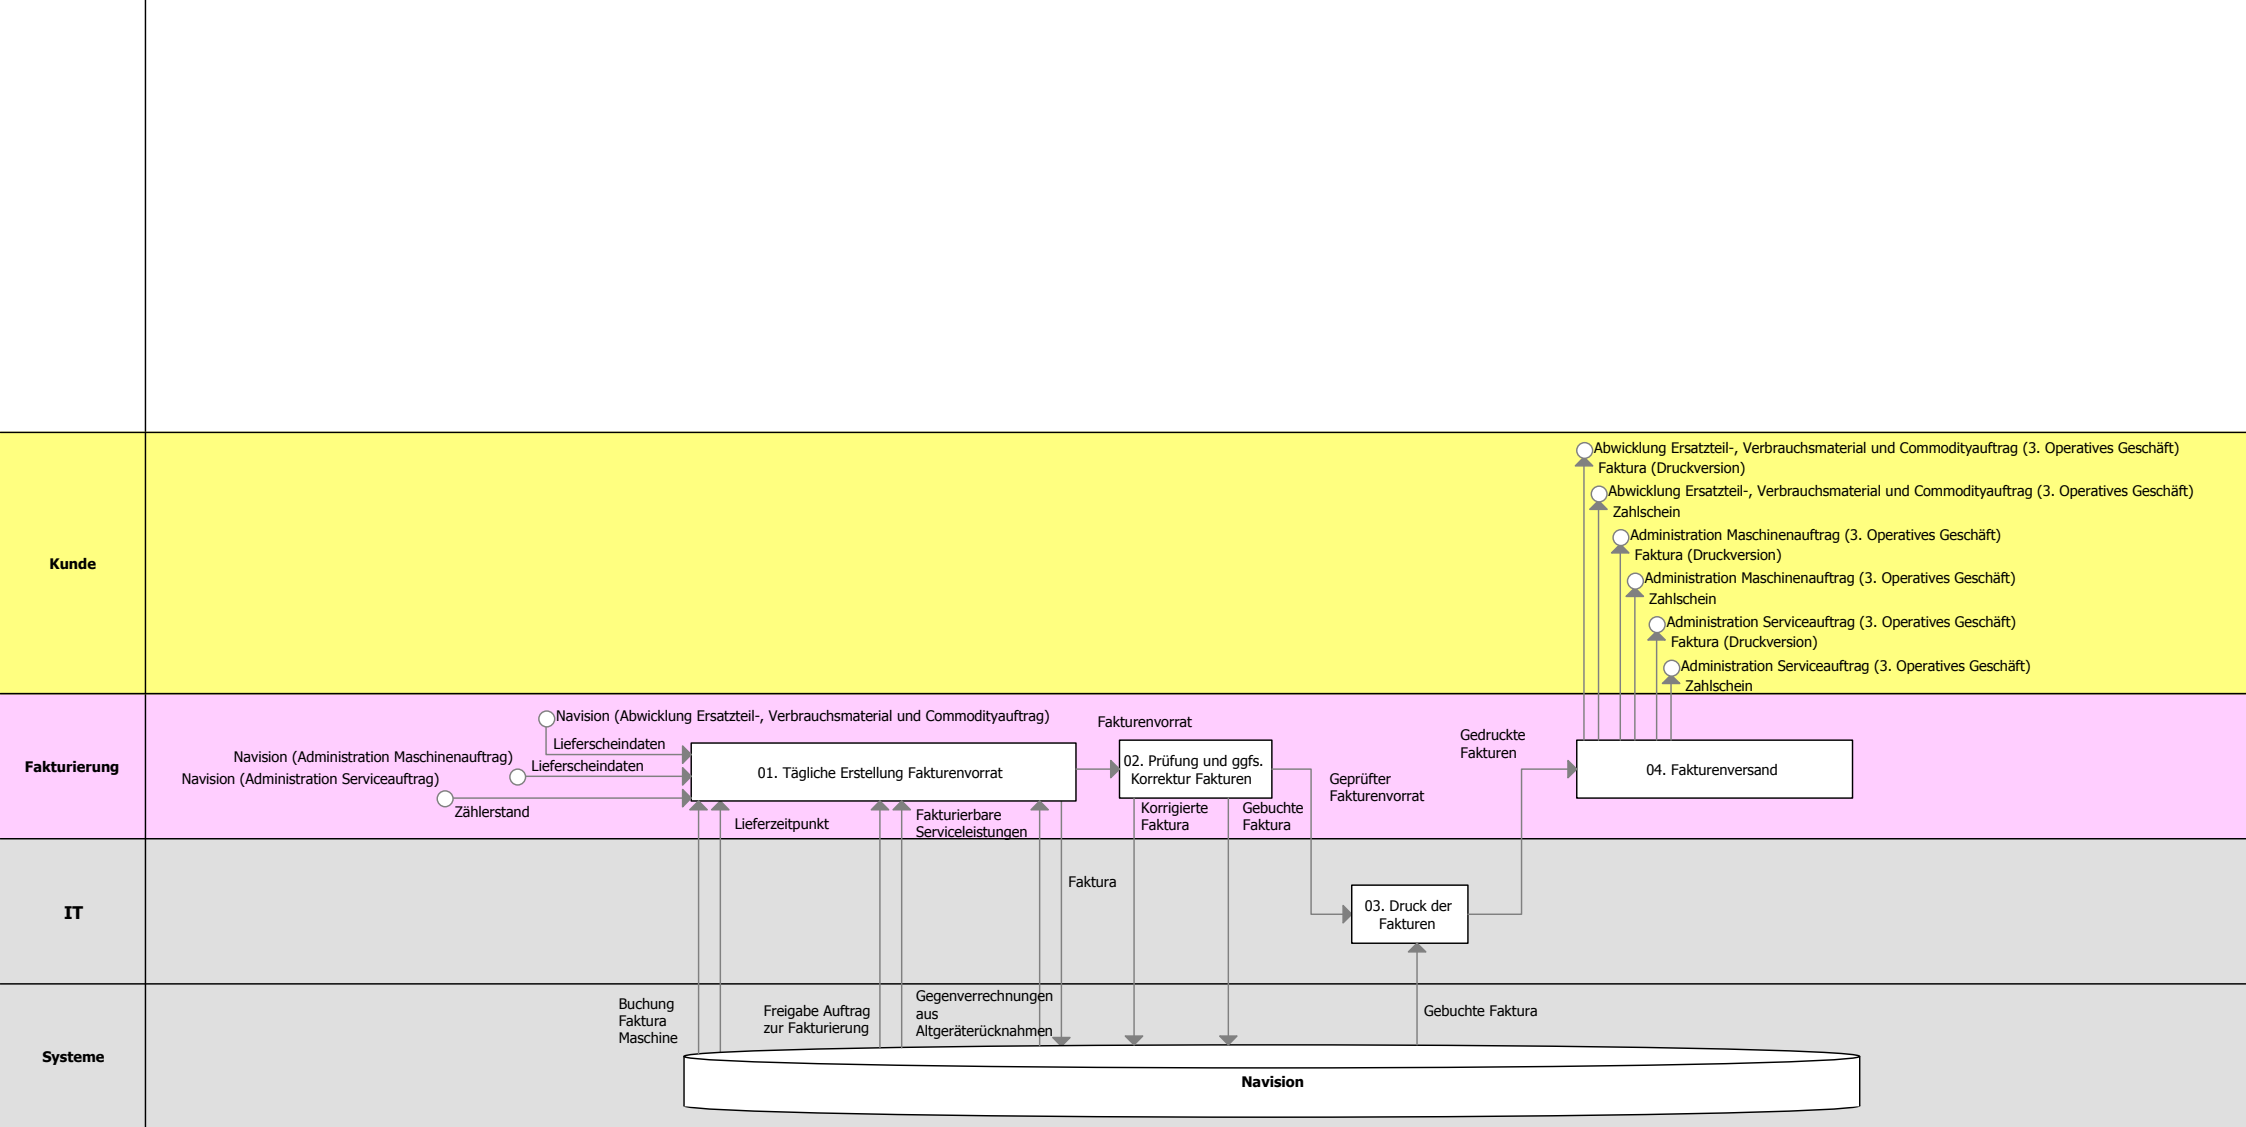 Kunde
Abwicklung Ersatzteil-, Verbrauchsmaterial und Commodityauftrag (3. Operatives Geschäft)
Faktura (Druckversion)
Abwicklung Ersatzteil-, Verbrauchsmaterial und Commodityauftrag (3. Operatives Geschäft)
Zahlschein
Administration Maschinenauftrag (3. Operatives Geschäft)
Faktura (Druckversion)
Administration Maschinenauftrag (3. Operatives Geschäft)
Zahlschein
Administration Serviceauftrag (3. Operatives Geschäft)
Faktura (Druckversion)
Administration Serviceauftrag (3. Operatives Geschäft)
Zahlschein
Fakturierung
Navision (Abwicklung Ersatzteil-, Verbrauchsmaterial und Commodityauftrag)
Lieferscheindaten
Navision (Administration Maschinenauftrag)
Lieferscheindaten
Navision (Administration Serviceauftrag)
Zählerstand
01. Tägliche Erstellung Fakturenvorrat
Fakturenvorrat
02. Prüfung und ggfs.
Korrektur Fakturen
Geprüfter
Fakturenvorrat
Gedruckte
Fakturen
04. Fakturenversand
Lieferzeitpunkt
Fakturierbare
Serviceleistungen
Korrigierte
Faktura
Gebuchte
Faktura
IT
Faktura
03. Druck der
Fakturen
Systeme
Buchung
Faktura
Maschine
Freigabe Auftrag
zur Fakturierung
Gegenverrechnungen
aus
Altgeräterücknahmen
Gebuchte Faktura
Navision